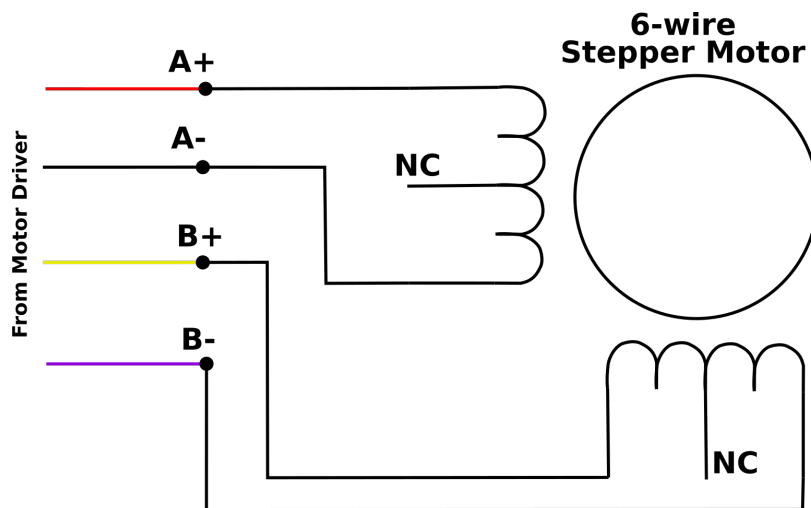 6-wire
Stepper Motor
A+
A-
NC
B+
From Motor Driver
B-
NC